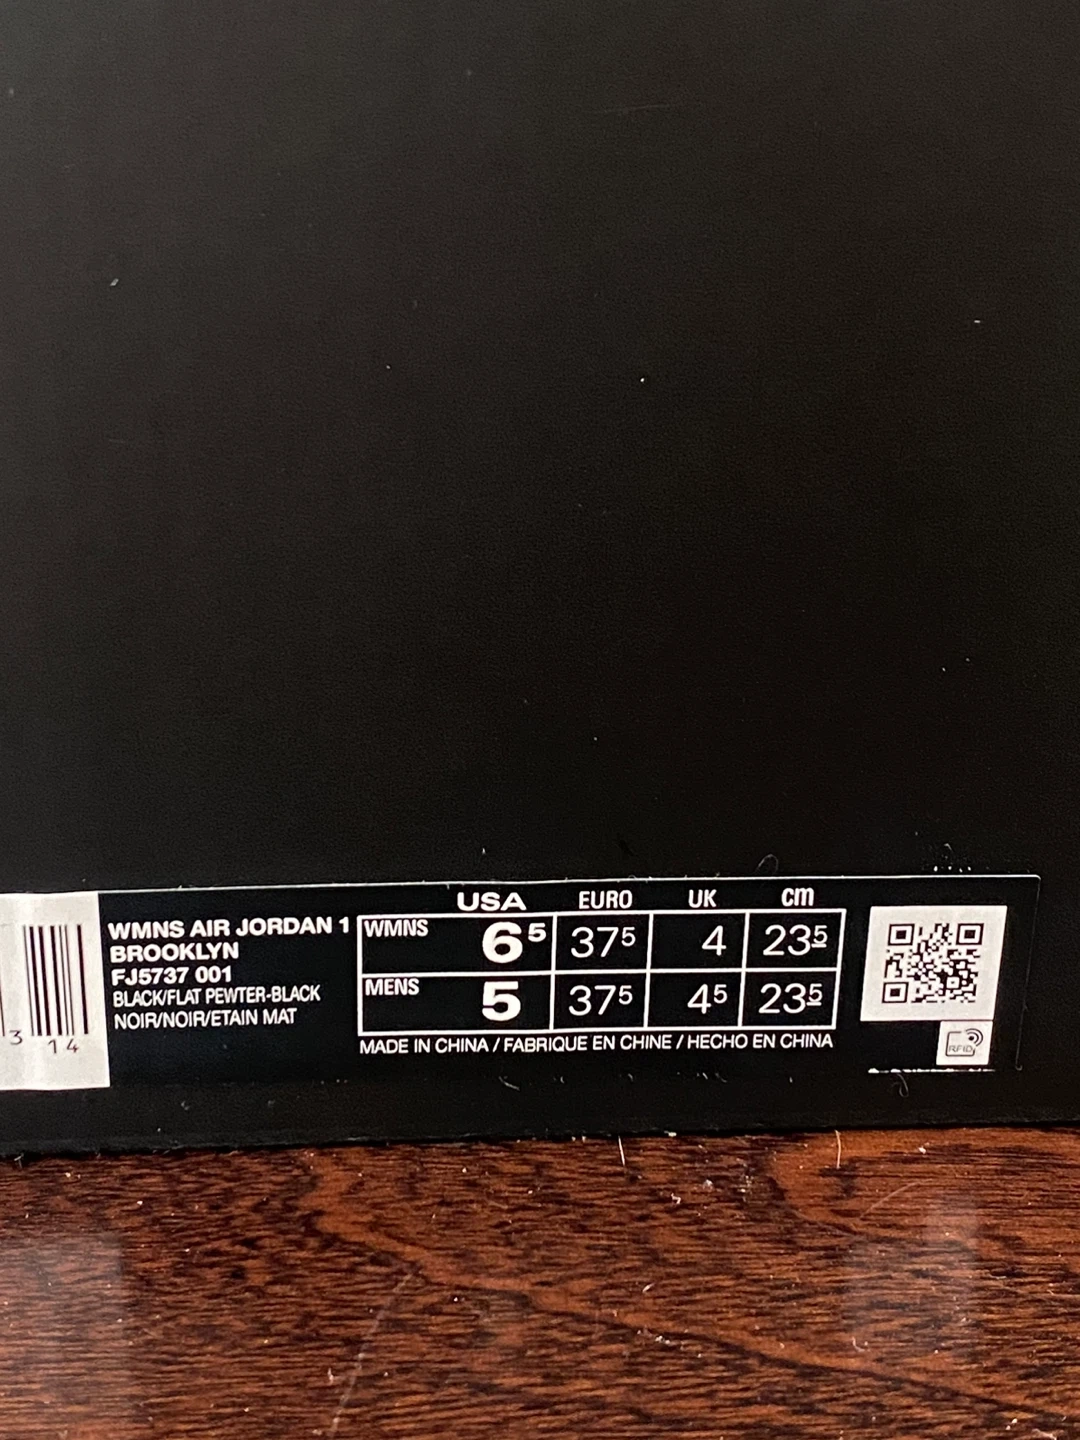 3 14
WMNS AIR JORDAN 1
BROOKLYN
FJ5737 001
BLACK/FLAT PEWTER-BLACK
NOIR/NOIR/ETAIN MAT
USA EURO UK cm
WMNS 6⁵ 37⁵ 4 23⁵
MENS 5 37⁵ 4⁵ 23⁵
MADE IN CHINA / FABRIQUE EN CHINE / HECHO EN CHINA
RFID